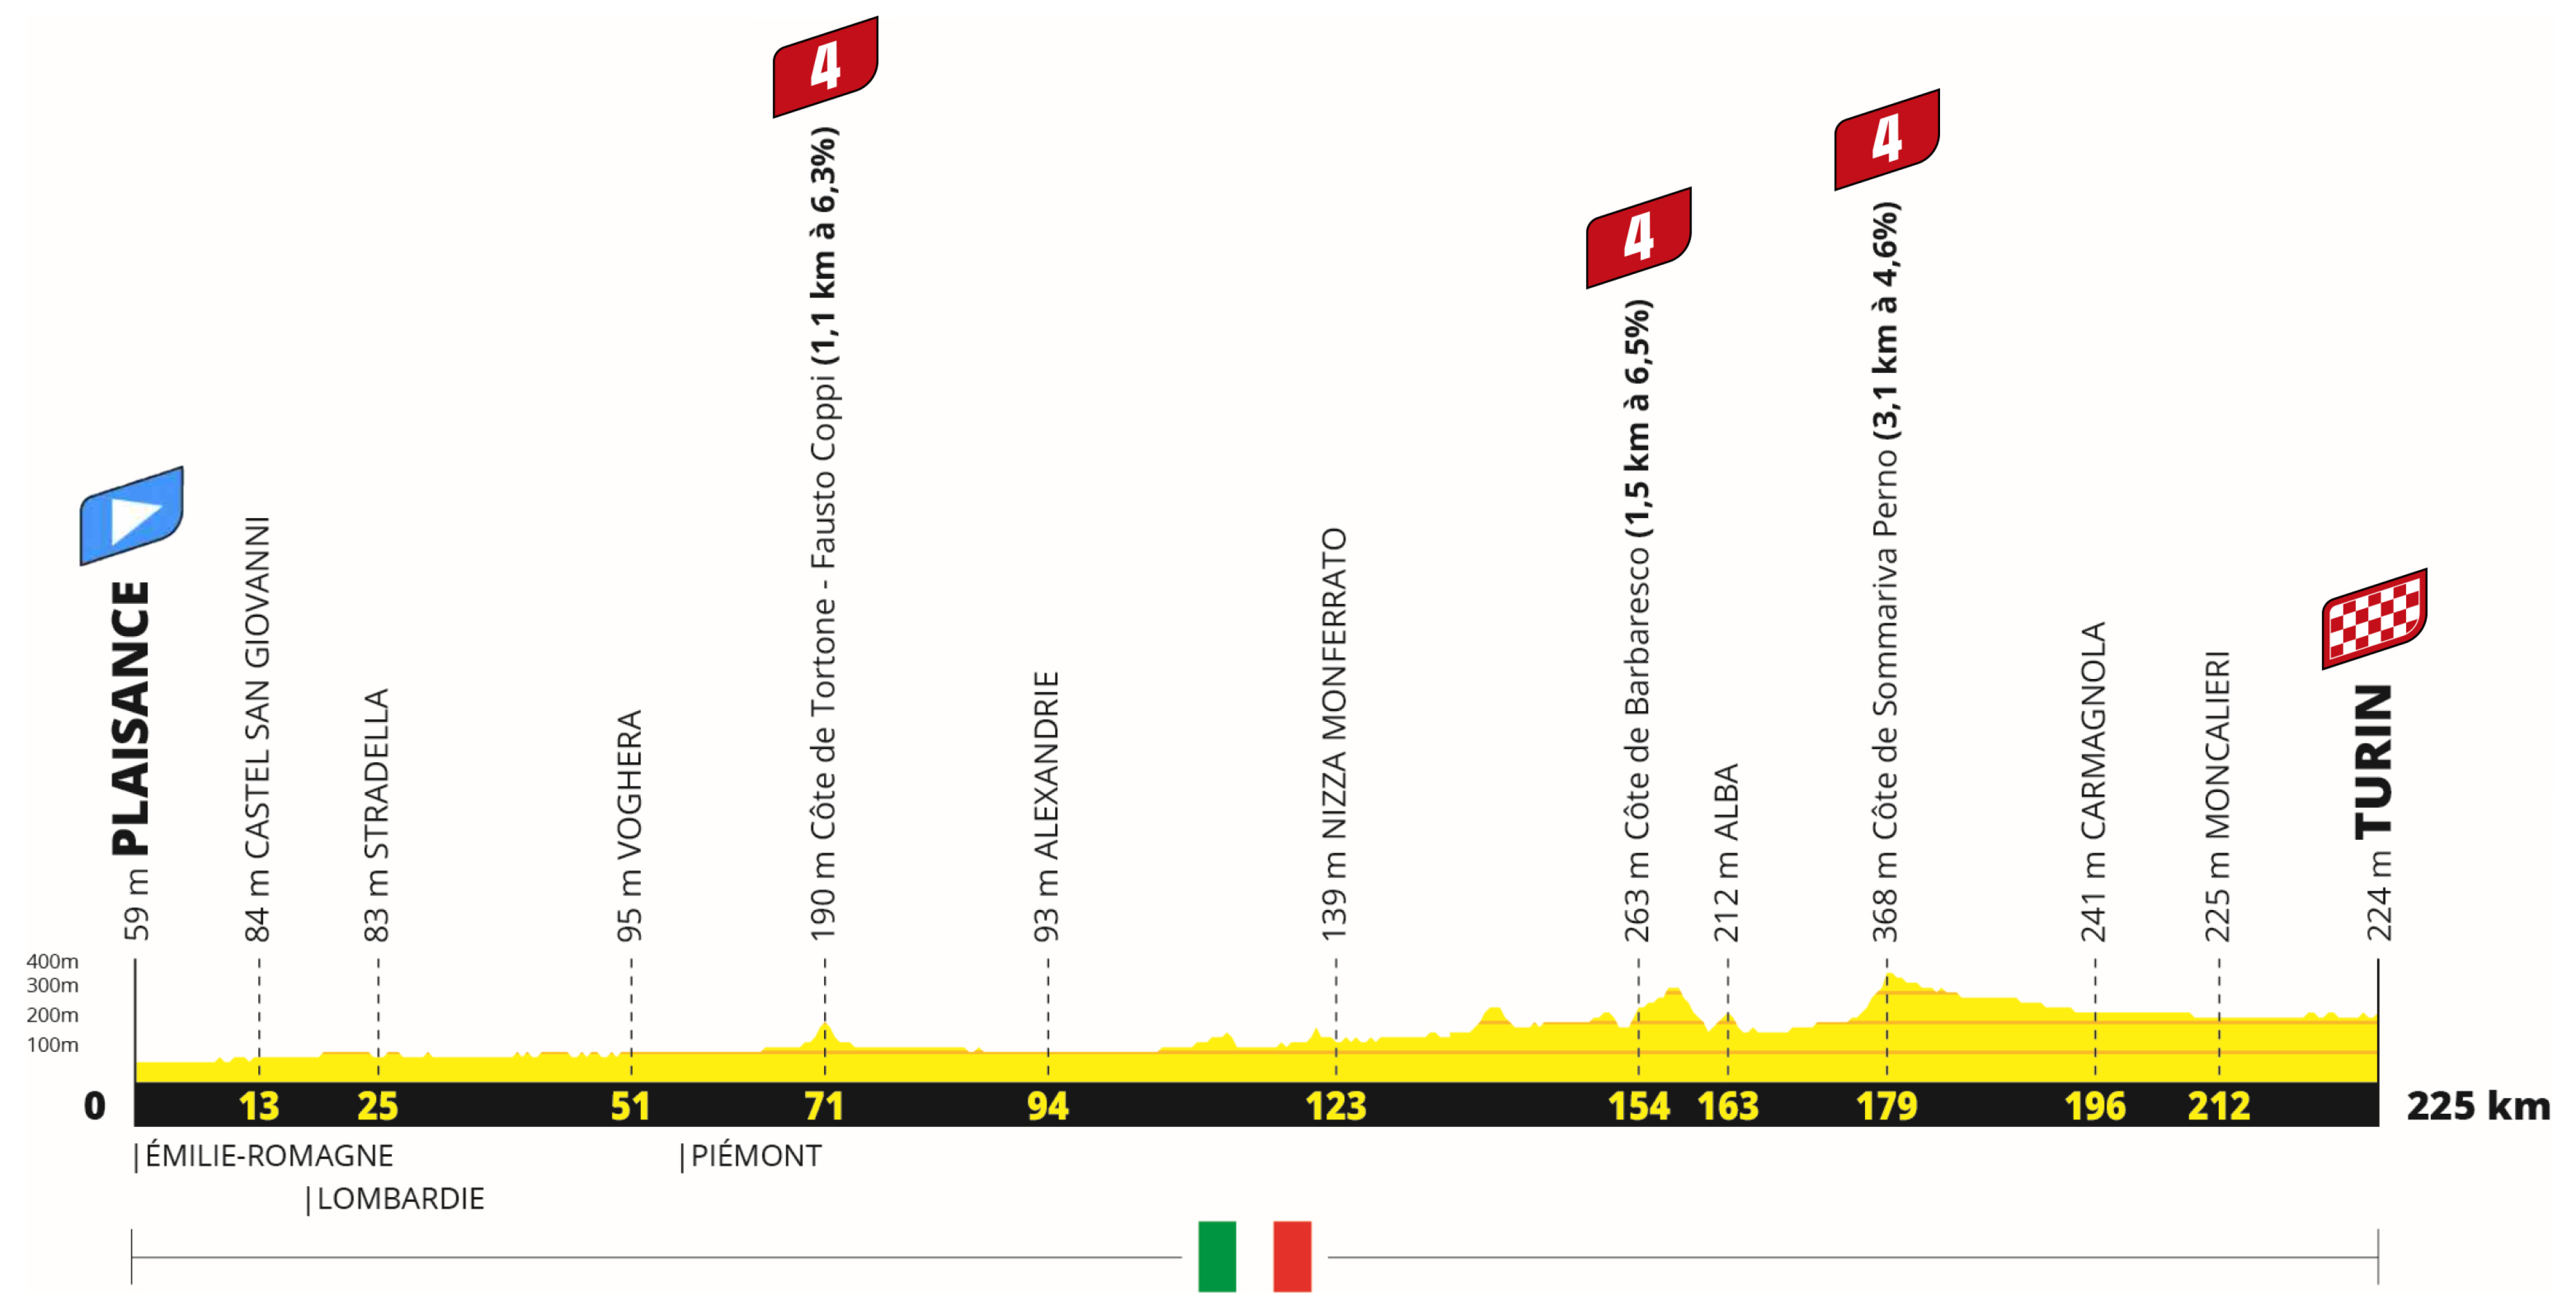 4
4
4
59 m PLAISANCE
84 m CASTEL SAN GIOVANNI
83 m STRADELLA
95 m VOGHERA
190 m Côte de Tortone - Fausto Coppi (1,1 km à 6,3%)
93 m ALEXANDRIE
139 m NIZZA MONFERRATO
263 m Côte de Barbaresco (1,5 km à 6,5%)
212 m ALBA
368 m Côte de Sommariva Perno (3,1 km à 4,6%)
241 m CARMAGNOLA
225 m MONCALIERI
224 m TURIN
400m
300m
200m
100m
0 13 25 51 71 94 123 154 163 179 196 212 225 km
|ÉMILIE-ROMAGNE |PIÉMONT
|LOMBARDIE